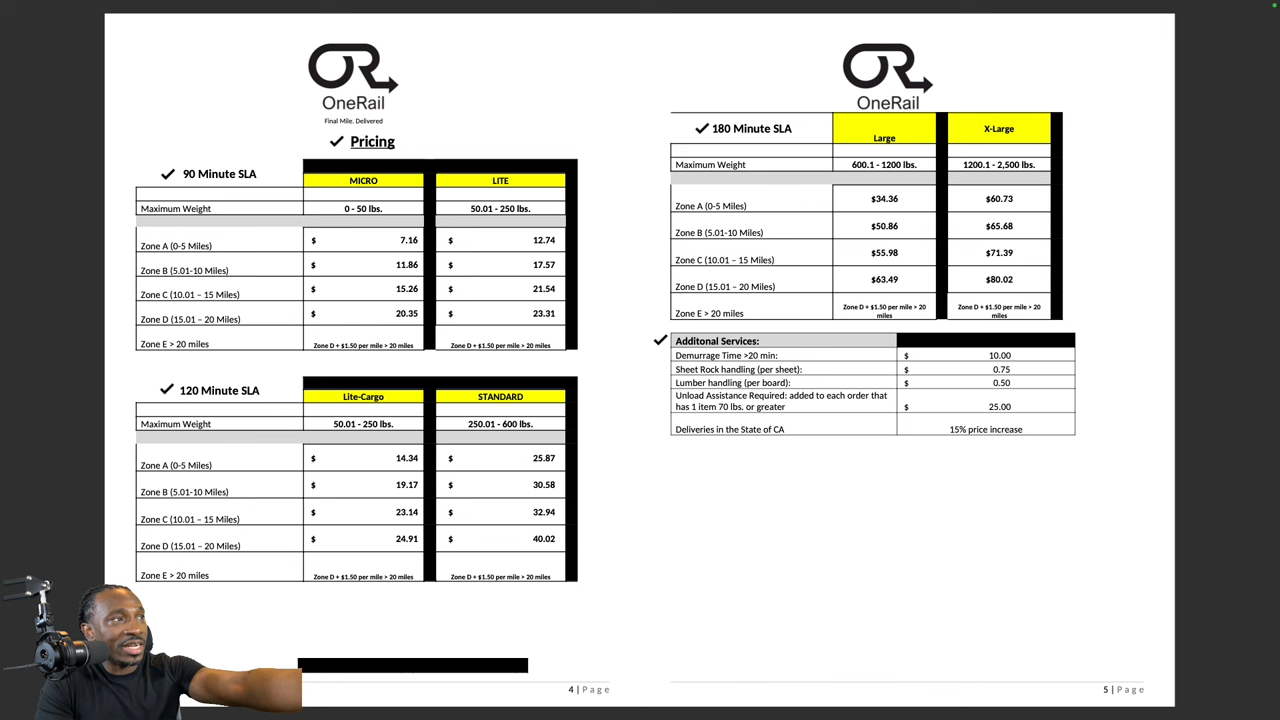 OneRail
Final Mile. Delivered
Pricing
90 Minute SLA
MICRO LITE
Maximum Weight 0 - 50 lbs. 50.01 - 250 lbs.
Zone A (0-5 Miles) $ 7.16 $ 12.74
Zone B (5.01-10 Miles) $ 11.86 $ 17.57
Zone C (10.01 – 15 Miles) $ 15.26 $ 21.54
Zone D (15.01 – 20 Miles) $ 20.35 $ 23.31
Zone E > 20 miles Zone D + $1.50 per mile > 20 miles Zone D + $1.50 per mile > 20 miles
120 Minute SLA
Lite-Cargo STANDARD
Maximum Weight 50.01 - 250 lbs. 250.01 - 600 lbs.
Zone A (0-5 Miles) $ 14.34 $ 25.87
Zone B (5.01-10 Miles) $ 19.17 $ 30.58
Zone C (10.01 – 15 Miles) $ 23.14 $ 32.94
Zone D (15.01 – 20 Miles) $ 24.91 $ 40.02
Zone E > 20 miles Zone D + $1.50 per mile > 20 miles Zone D + $1.50 per mile > 20 miles
4 | Page
OneRail
180 Minute SLA Large X-Large
Maximum Weight 600.1 - 1200 lbs. 1200.1 - 2,500 lbs.
Zone A (0-5 Miles) $34.36 $60.73
Zone B (5.01-10 Miles) $50.86 $65.68
Zone C (10.01 – 15 Miles) $55.98 $71.39
Zone D (15.01 – 20 Miles) $63.49 $80.02
Zone E > 20 miles Zone D + $1.50 per mile > 20 miles Zone D + $1.50 per mile > 20 miles
Additonal Services:
Demurrage Time >20 min: $ 10.00
Sheet Rock handling (per sheet): $ 0.75
Lumber handling (per board): $ 0.50
Unload Assistance Required: added to each order that
has 1 item 70 lbs. or greater $ 25.00
Deliveries in the State of CA 15% price increase
5 | Page